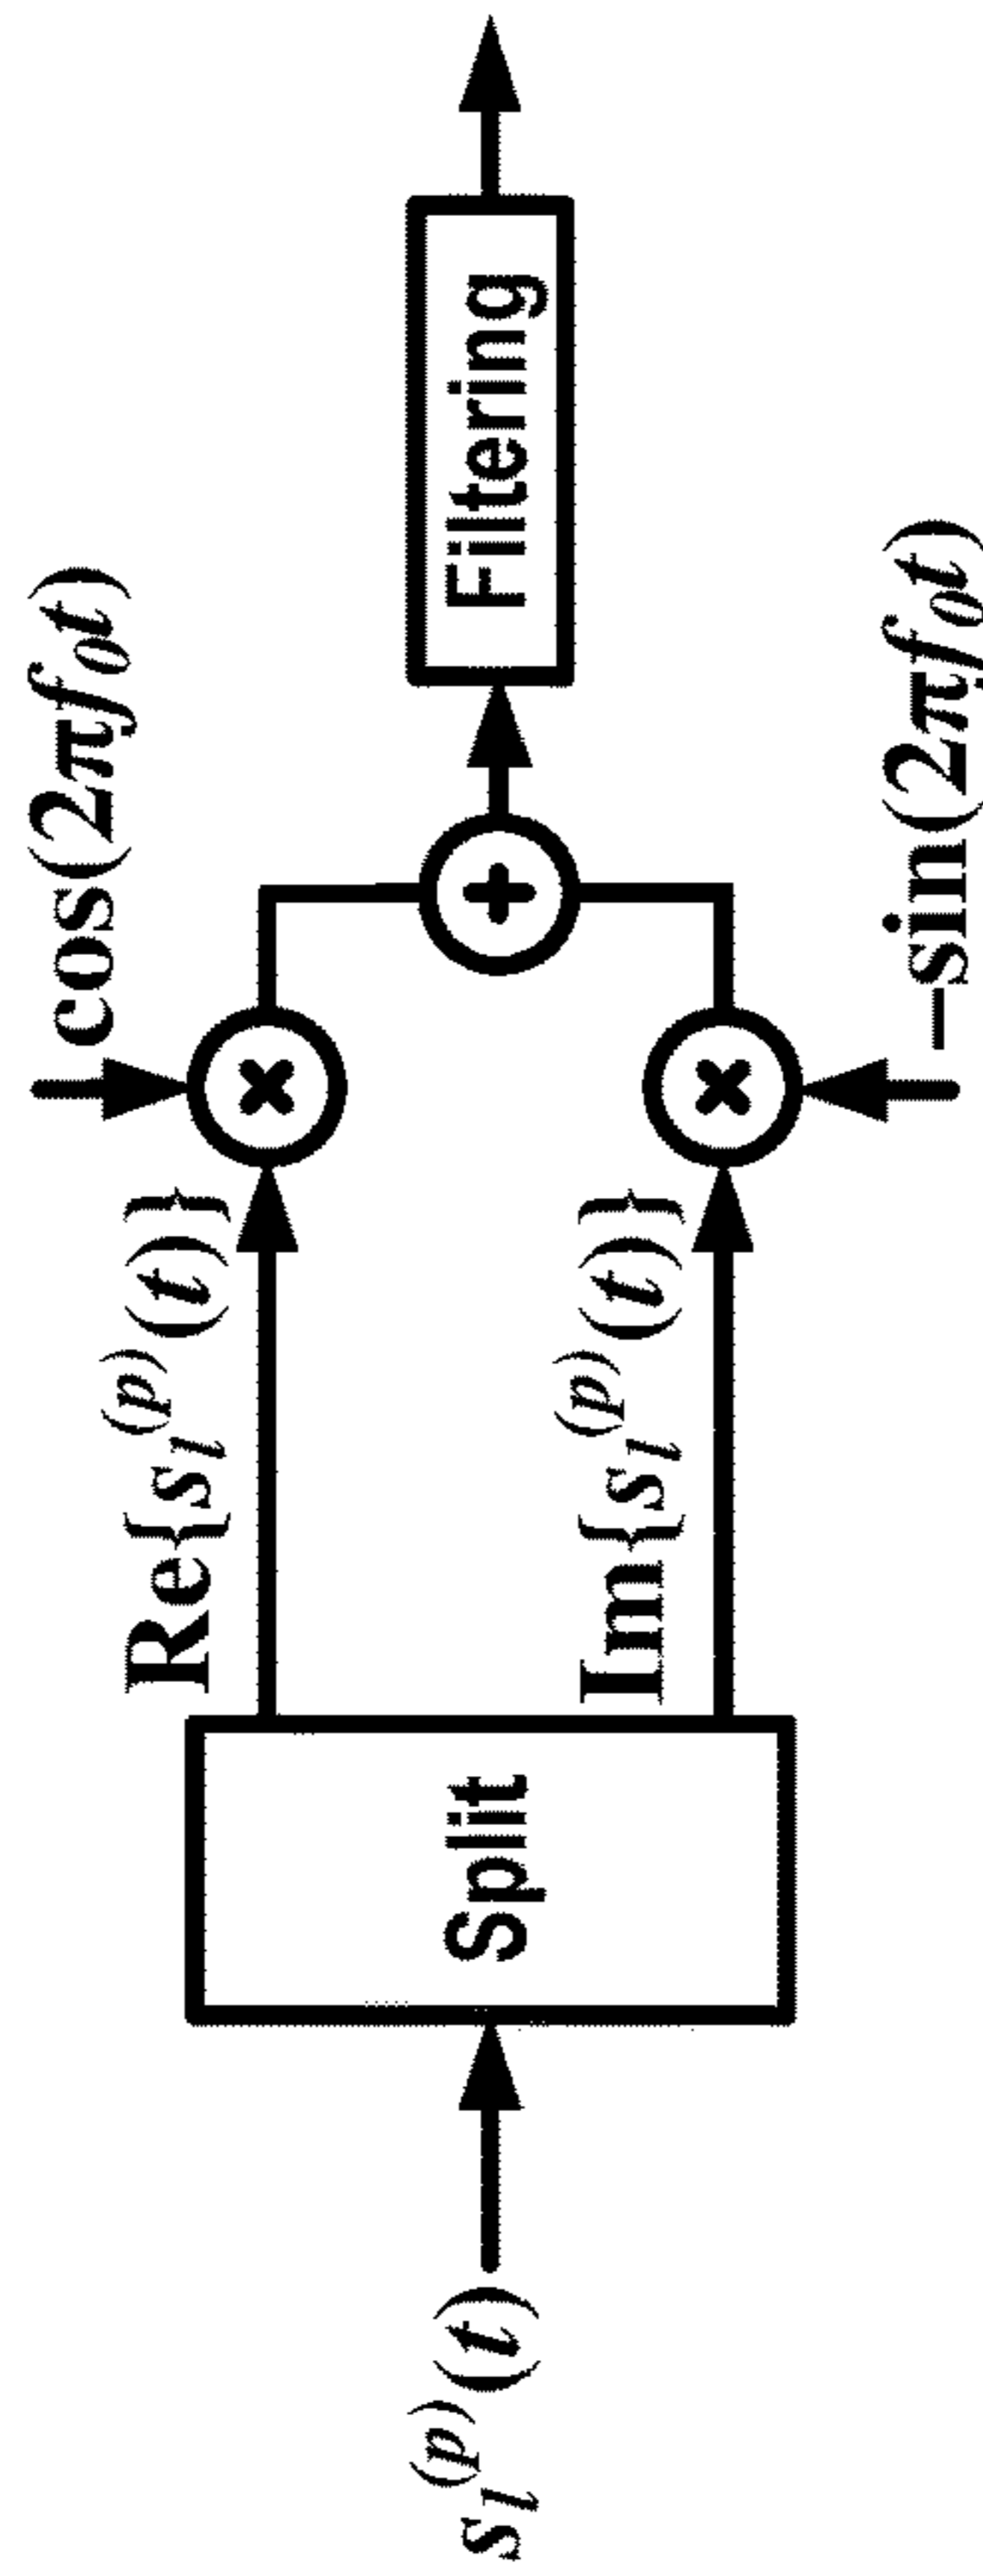 s_l^(p)(t)
Split
Re{s_l^(p)(t)}
Im{s_l^(p)(t)}
cos(2πf_0t)
–sin(2πf_0t)
Filtering